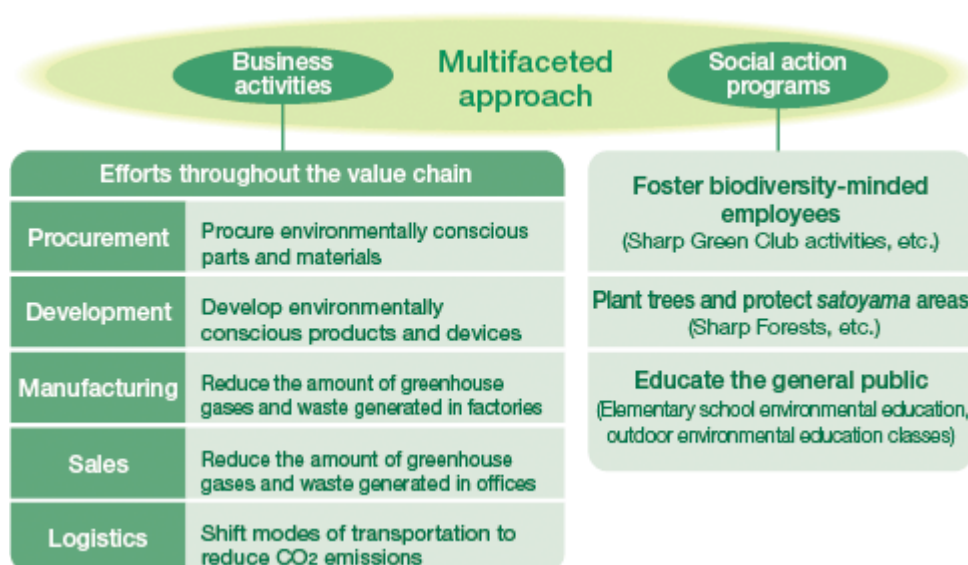 Business
activities
Multifaceted
approach
Social action
programs
Efforts throughout the value chain
Procurement
Procure environmentally conscious
parts and materials
Development
Develop environmentally
conscious products and devices
Manufacturing
Reduce the amount of greenhouse
gases and waste generated in factories
Sales
Reduce the amount of greenhouse
gases and waste generated in offices
Logistics
Shift modes of transportation to
reduce CO2 emissions
Foster biodiversity-minded
employees
(Sharp Green Club activities, etc.)
Plant trees and protect satoyama areas
(Sharp Forests, etc.)
Educate the general public
(Elementary school environmental education,
outdoor environmental education classes)